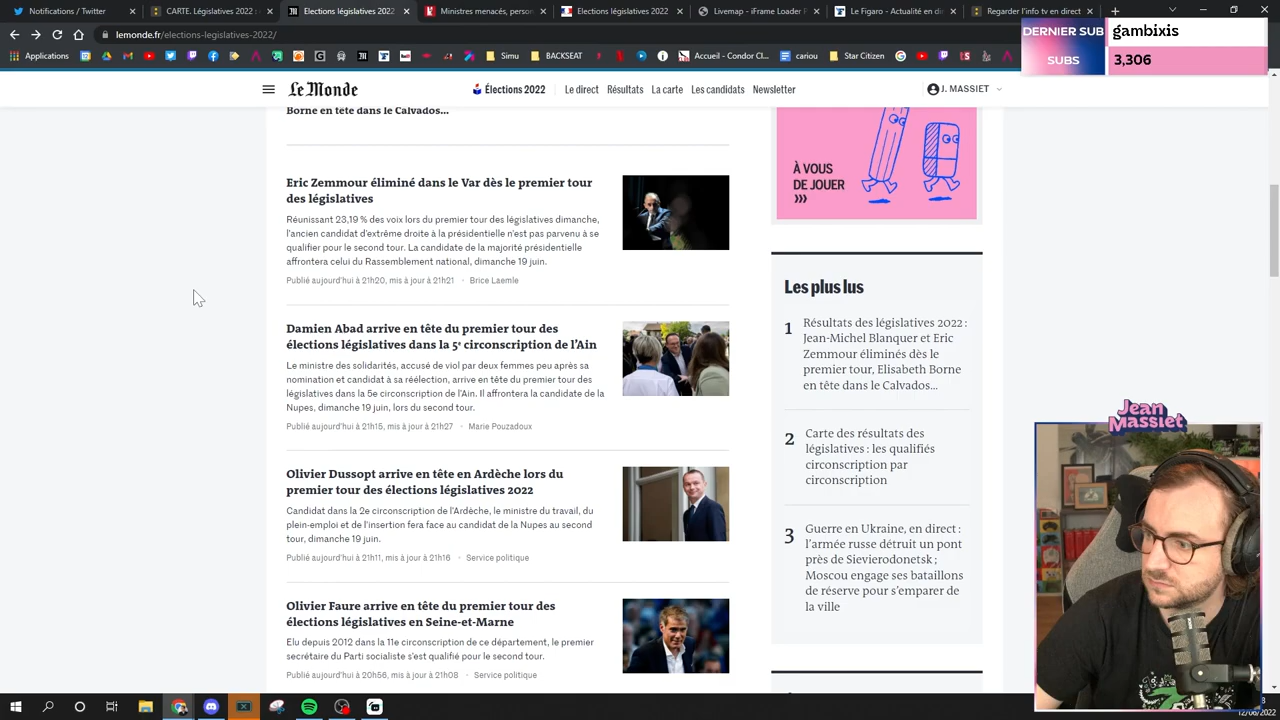 Regarder l'info TV en direct
2022 / Twitter
CARTE. Législatives 2022
Élections législatives 2022
Ministres menacés, person
Élections législatives 2022
Livemap - Iframe Leader
Le Figaro - Actualité en di
lemonde.fr/elections-legislatives-2022/
Applications
Simu
BACKSEAT
Accueil - Condor Cl...
cariou
Star Citizen
DERNIER SUB
gambixis
SUBS
3,306
Le Monde
Élections 2022
Le direct
Résultats
La carte
Les candidats
Newsletter
J. MASSIET
Borne en tête dans le Calvados...
Eric Zemmour éliminé dans le Var dès le premier tour
des législatives
Réunissant 23,19 % des voix lors du premier tour des législatives dimanche,
l'ancien candidat d'extrême droite à la présidentielle n'est pas parvenu à se
qualifier pour le second tour. La candidate de la majorité présidentielle
affrontera celui du Rassemblement national, dimanche 19 juin.
Publié aujourd'hui à 21h20, mis à jour à 21h21 • Brice Laemle
Damien Abad arrive en tête du premier tour des
élections législatives dans la 5e circonscription de l'Ain
Le ministre des solidarités, accusé de viol par deux femmes peu après sa
nomination et candidat à sa réélection, arrive en tête du premier tour des
législatives dans la 5e circonscription de l'Ain. Il affrontera la candidate de la
Nupes, dimanche 19 juin, lors du second tour.
Publié aujourd'hui à 21h15, mis à jour à 21h27 • Marie Pouzadoux
Olivier Dussopt arrive en tête en Ardèche lors du
premier tour des élections législatives 2022
Candidat dans la 2e circonscription de l'Ardèche, le ministre du travail, du
plein-emploi et de l'insertion fera face au candidat de la Nupes au second
tour, dimanche 19 juin.
Publié aujourd'hui à 21h11, mis à jour à 21h16 • Service politique
Olivier Faure arrive en tête du premier tour des
élections législatives en Seine-et-Marne
Elu depuis 2012 dans la 11e circonscription de ce département, le premier
secrétaire du Parti socialiste s'est qualifié pour le second tour.
Publié aujourd'hui à 20h56, mis à jour à 21h08 • Service politique
À VOUS
DE JOUER
Les plus lus
1
Résultats des législatives 2022 :
Jean-Michel Blanquer et Eric
Zemmour éliminés dès le
premier tour, Elisabeth Borne
en tête dans le Calvados...
2
Carte des résultats des
législatives : les qualifiés
circonscription par
circonscription
3
Guerre en Ukraine, en direct :
l'armée russe détruit un pont
près de Sievierodonetsk ;
Moscou engage ses bataillons
de réserve pour s'emparer de
la ville
Jean
Massiet
12/06/2022